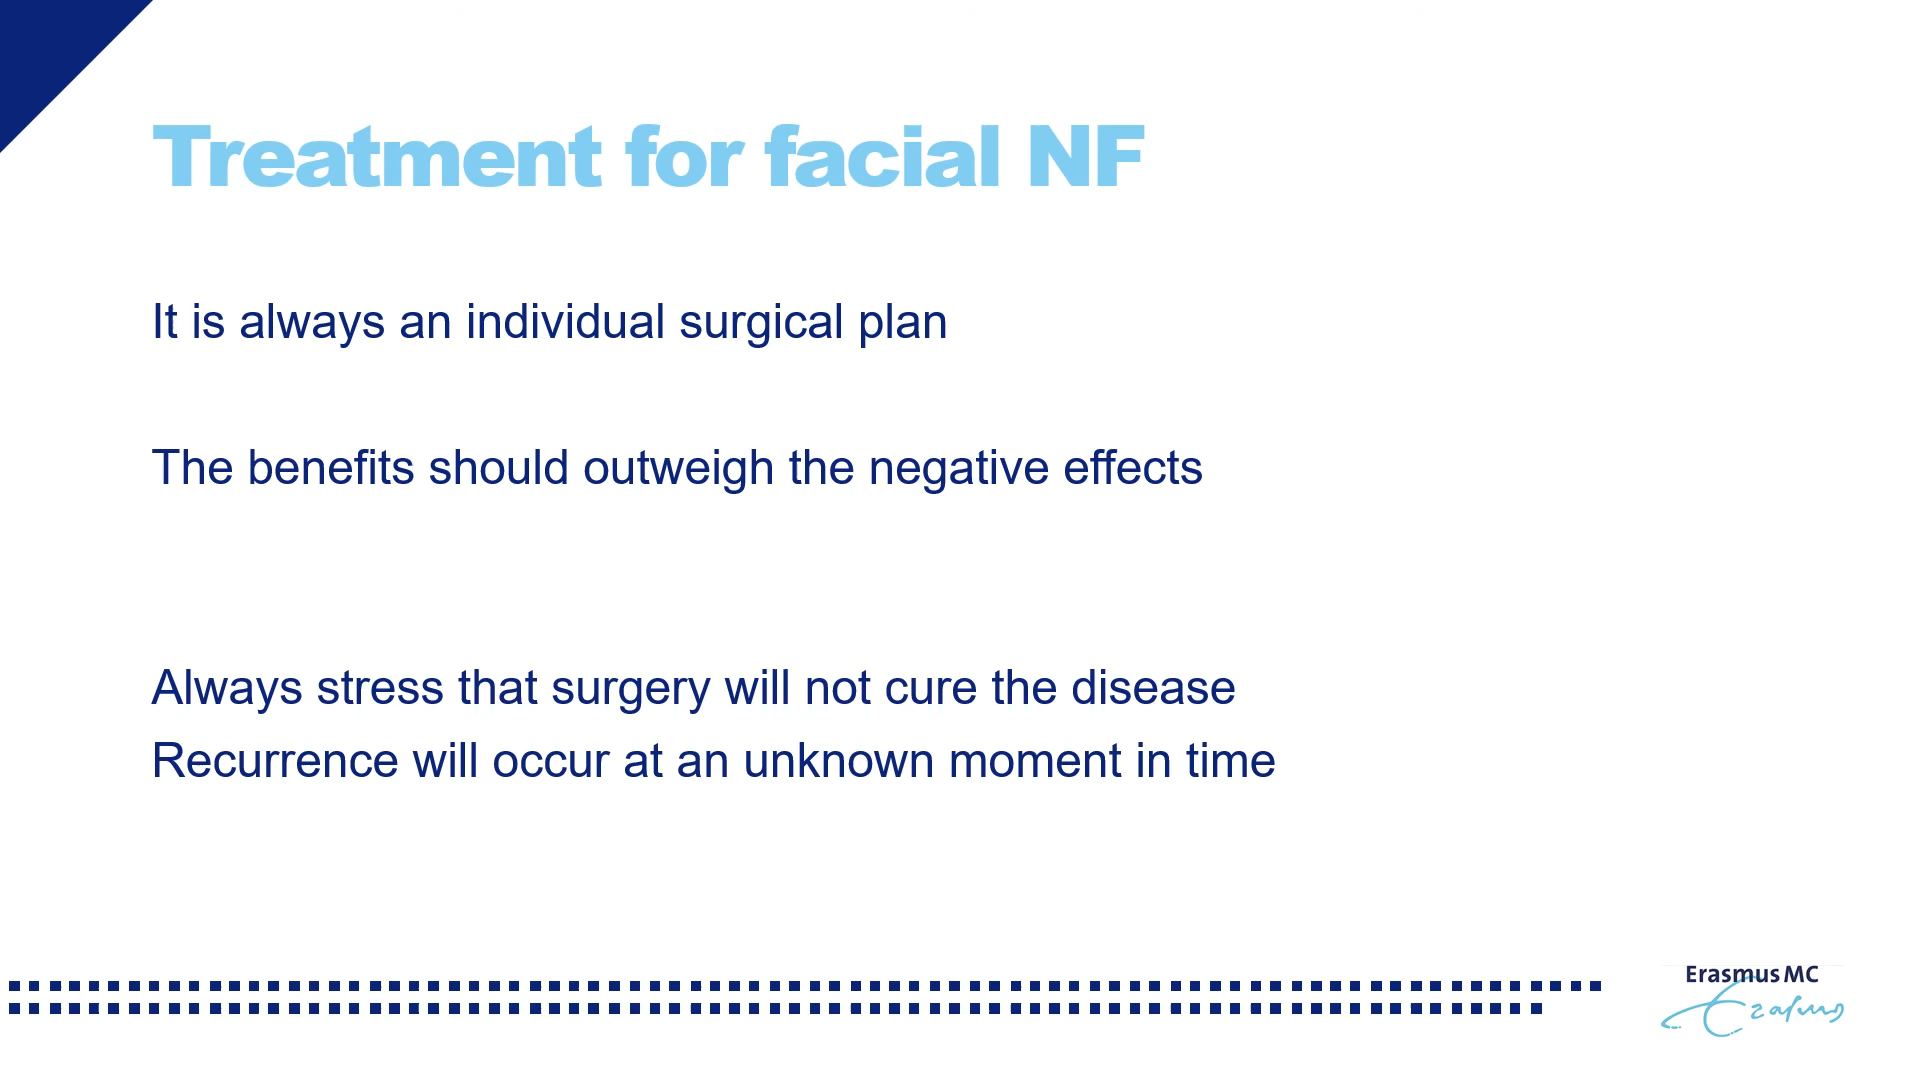 Treatment for facial NF
It is always an individual surgical plan
The benefits should outweigh the negative effects
Always stress that surgery will not cure the disease
Recurrence will occur at an unknown moment in time
Erasmus MC
Erasmus